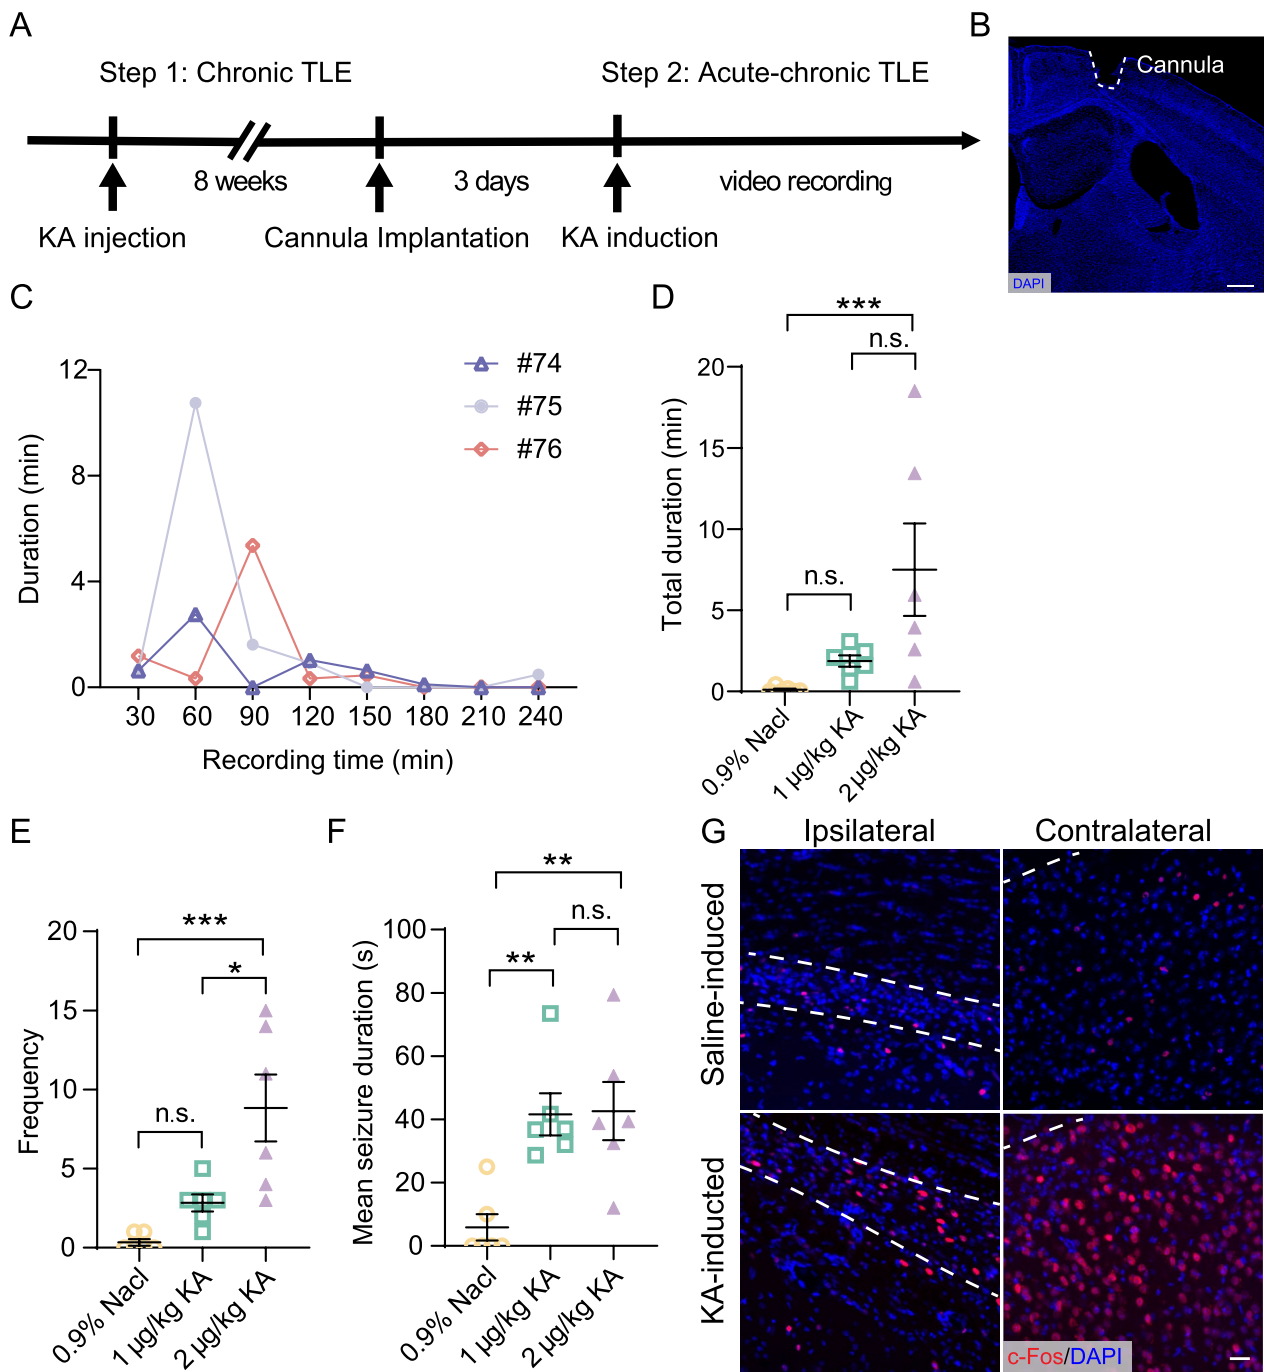 A
Step 1: Chronic TLE
Step 2: Acute-chronic TLE
8 weeks
3 days
video recording
KA injection
Cannula Implantation
KA induction
B
Cannula
DAPI
C
Duration (min)
12
8
4
0
30 60 90 120 150 180 210 240
Recording time (min)
#74
#75
#76
D
Total duration (min)
20
15
10
5
0
***
n.s.
n.s.
0.9% Nacl
1 µg/kg KA
2 µg/kg KA
E
Frequency
20
15
10
5
0
***
*
n.s.
0.9% Nacl
1 µg/kg KA
2 µg/kg KA
F
Mean seizure duration (s)
100
80
60
40
20
0
**
n.s.
**
0.9% Nacl
1 µg/kg KA
2 µg/kg KA
G
Ipsilateral
Contralateral
Saline-induced
KA-inducted
c-Fos/DAPI